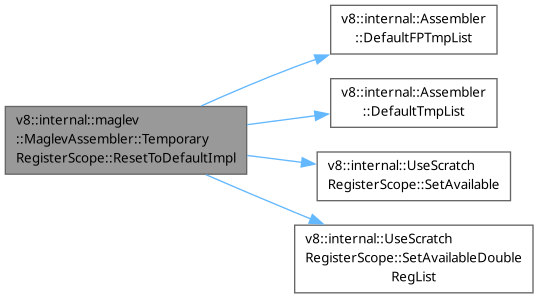 v8::internal::maglev
::MaglevAssembler::Temporary
RegisterScope::ResetToDefaultImpl
v8::internal::Assembler
::DefaultFPTmpList
v8::internal::Assembler
::DefaultTmpList
v8::internal::UseScratch
RegisterScope::SetAvailable
v8::internal::UseScratch
RegisterScope::SetAvailableDouble
RegList